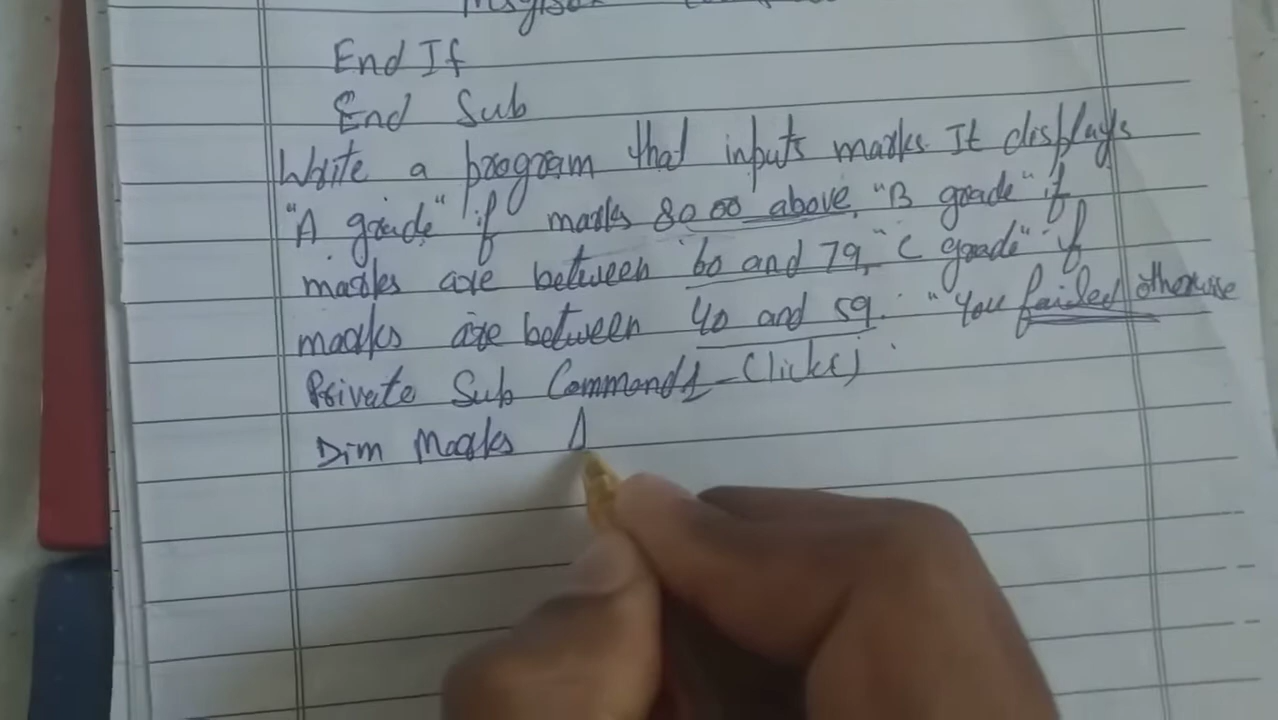 End If
End Sub
Write a program that inputs marks. It displays
"A grade" if marks 80 or above, "B grade" if
marks are between 60 and 79, "C grade" if
marks are between 40 and 59. "You failed otherwise
Private Sub Command1_Click()
Dim Marks A